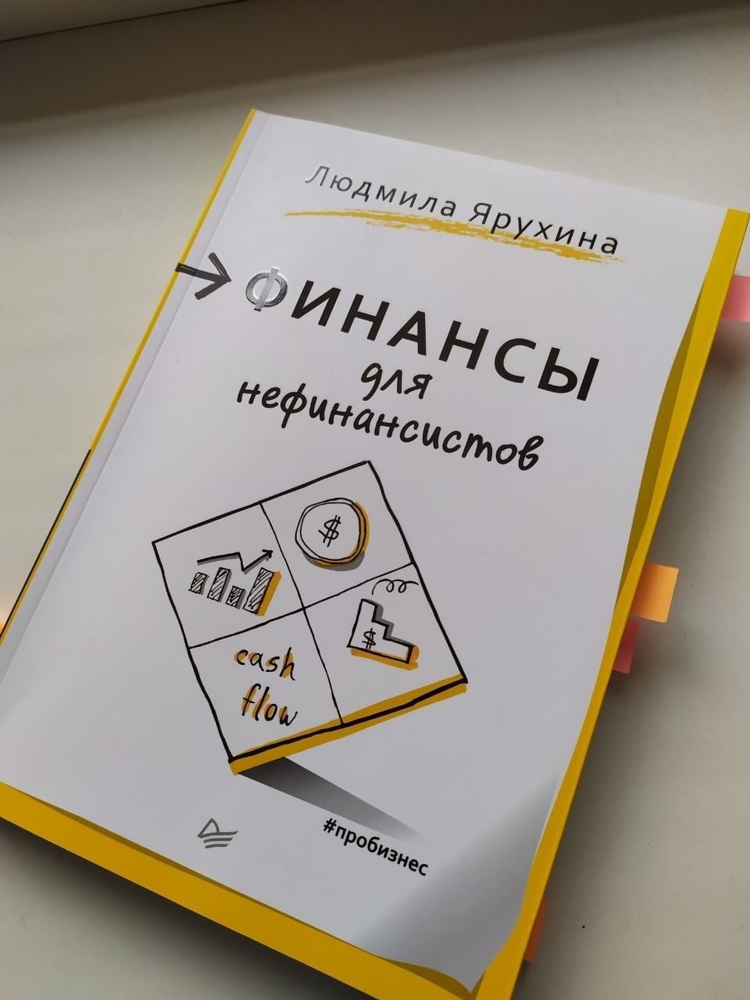 Людмила Ярухина
ФИНАНСЫ
для
нефинансистов
$
$
cash
flow
#пробизнес